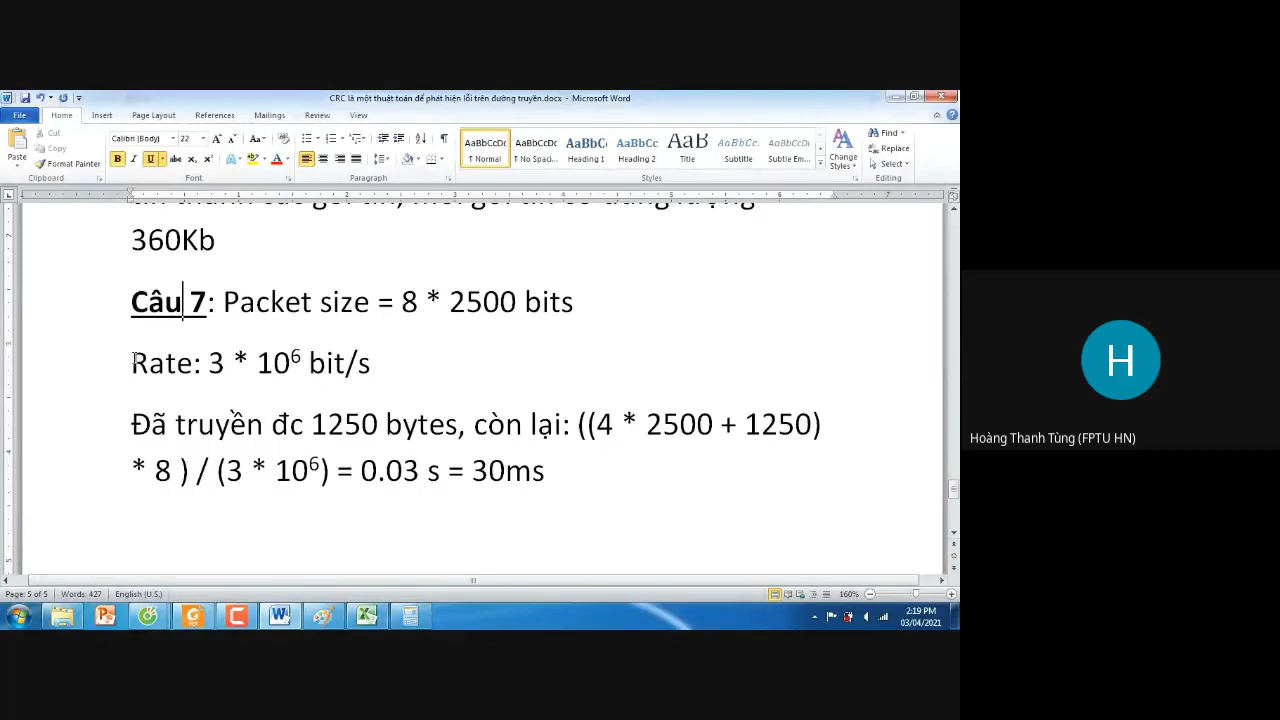 CRC là một thuật toán để phát hiện lỗi trên đường truyền.docx - Microsoft Word
File Home Insert Page Layout References Mailings Review View
Paste
Cut
Copy
Format Painter
Clipboard
Calibri (Body) 22
Font
Paragraph
AaBbCcDc AaBbCcDc AaBbCc AaBbCc AaB AaBbCc. AaBbCcDc
¶ Normal ¶ No Spaci... Heading 1 Heading 2 Title Subtitle Subtle Em...
Styles
Change Styles
Find
Replace
Select
Editing
360Kb
Câu 7: Packet size = 8 * 2500 bits
Rate: 3 * 10⁶ bit/s
Đã truyền đc 1250 bytes, còn lại: ((4 * 2500 + 1250)
* 8 ) / (3 * 10⁶) = 0.03 s = 30ms
H
Hoàng Thanh Tùng (FPTU HN)
Page: 5 of 5 Words: 427 English (U.S.) 160%
2:19 PM
03/04/2021